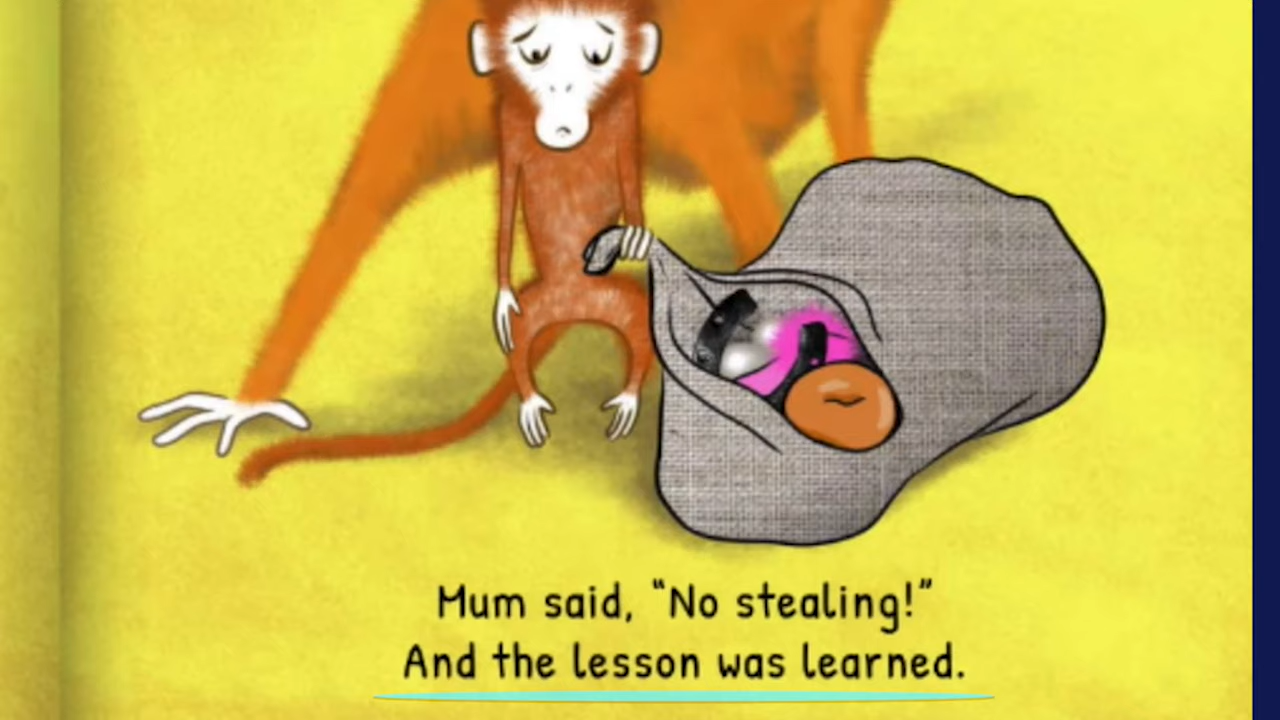 Mum said, “No stealing!”
And the lesson was learned.